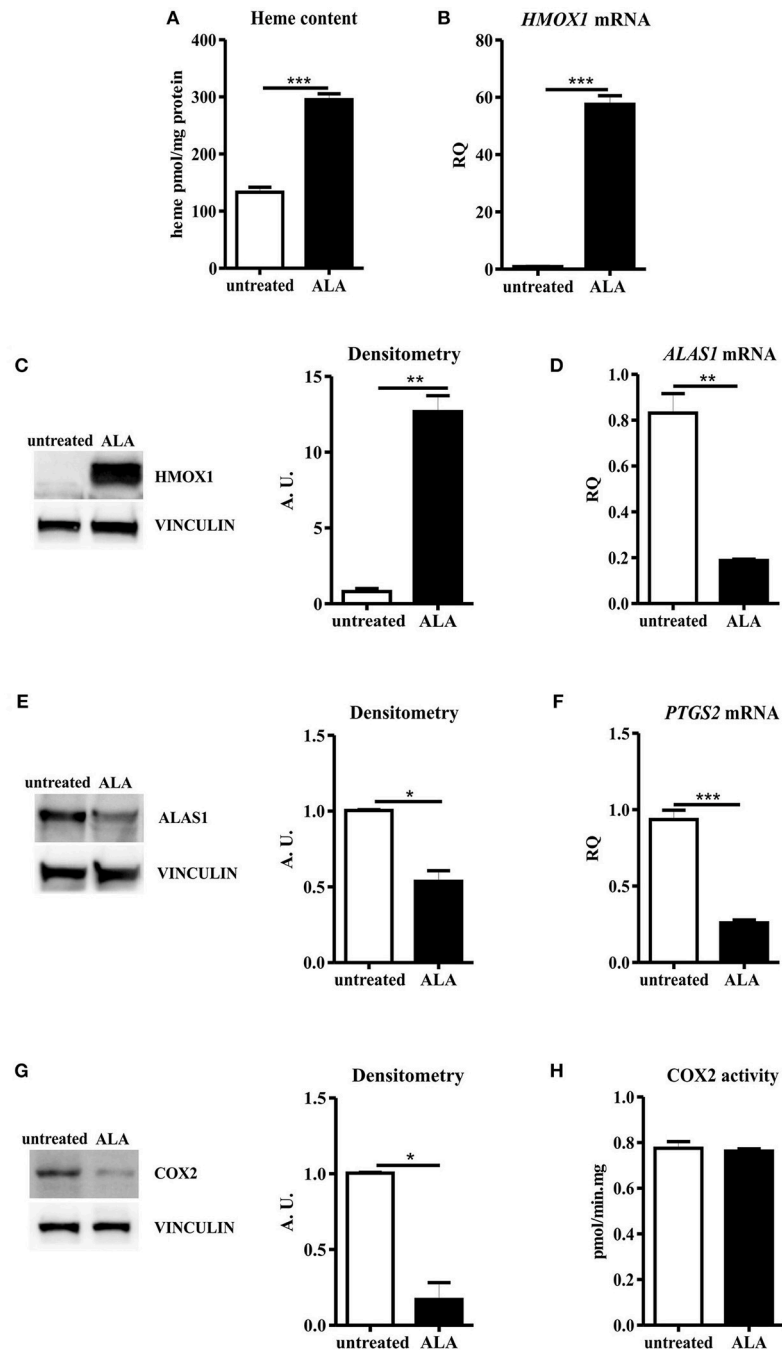 A
Heme content
heme pmol/mg protein
400
300
200
100
0
***
untreated ALA
B
HMOX1 mRNA
RQ
80
60
40
20
0
***
untreated ALA
C
untreated ALA
HMOX1
VINCULIN
Densitometry
A. U.
15
10
5
0
**
untreated ALA
D
ALAS1 mRNA
RQ
1.0
0.8
0.6
0.4
0.2
0.0
**
untreated ALA
E
untreated ALA
ALAS1
VINCULIN
Densitometry
A. U.
1.5
1.0
0.5
0.0
*
untreated ALA
F
PTGS2 mRNA
RQ
1.5
1.0
0.5
0.0
***
untreated ALA
G
untreated ALA
COX2
VINCULIN
Densitometry
A. U.
1.5
1.0
0.5
0.0
*
untreated ALA
H
COX2 activity
pmol/min.mg
1.0
0.8
0.6
0.4
0.2
0.0
untreated ALA